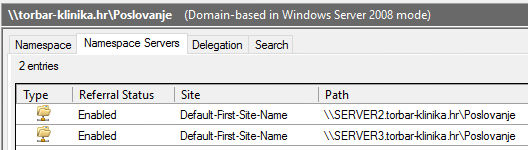 \\torbar-klinika.hr\Poslovanje (Domain-based in Windows Server 2008 mode)
Namespace Namespace Servers Delegation Search
2 entries
Type Referral Status Site Path
Enabled Default-First-Site-Name \\SERVER2.torbar-klinika.hr\Poslovanje
Enabled Default-First-Site-Name \\SERVER3.torbar-klinika.hr\Poslovanje